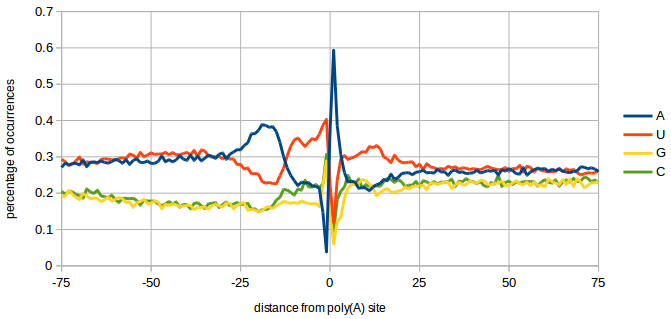 percentage of occurrences
0.7
0.6
0.5
0.4
0.3
0.2
0.1
0
-75 -50 -25 0 25 50 75
distance from poly(A) site
A
U
G
C